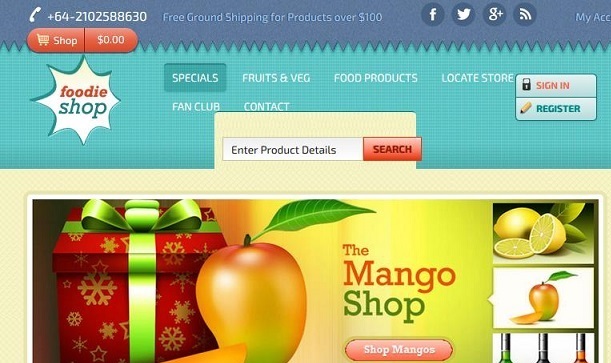 +64-2102588630
Free Ground Shipping for Products over $100
My Acc
Shop $0.00
foodie
shop
SPECIALS FRUITS & VEG FOOD PRODUCTS LOCATE STORE
FAN CLUB CONTACT
SIGN IN
REGISTER
Enter Product Details SEARCH
The
Mango
Shop
Shop Mangos